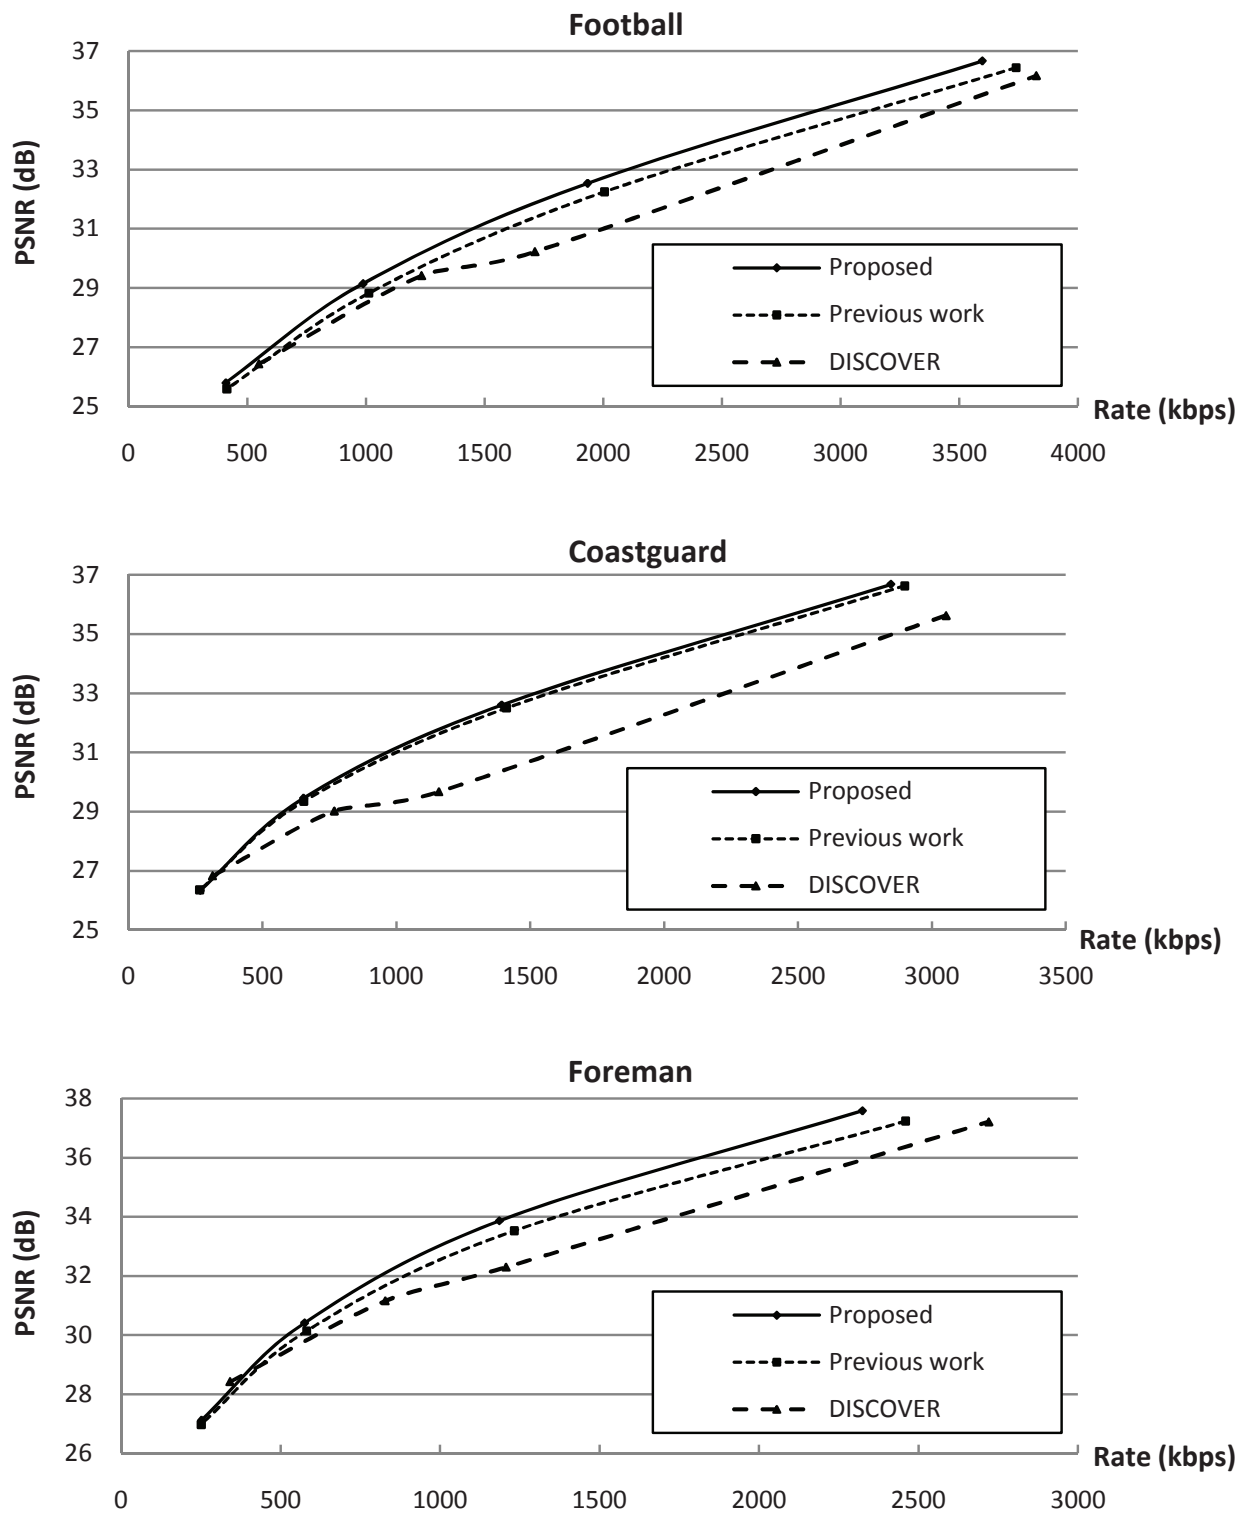 Football
37
35
33
31
29
27
25
PSNR (dB)
Proposed
Previous work
DISCOVER
Rate (kbps)
0 500 1000 1500 2000 2500 3000 3500 4000
Coastguard
37
35
33
31
29
27
25
PSNR (dB)
Proposed
Previous work
DISCOVER
Rate (kbps)
0 500 1000 1500 2000 2500 3000 3500
Foreman
38
36
34
32
30
28
26
PSNR (dB)
Proposed
Previous work
DISCOVER
Rate (kbps)
0 500 1000 1500 2000 2500 3000